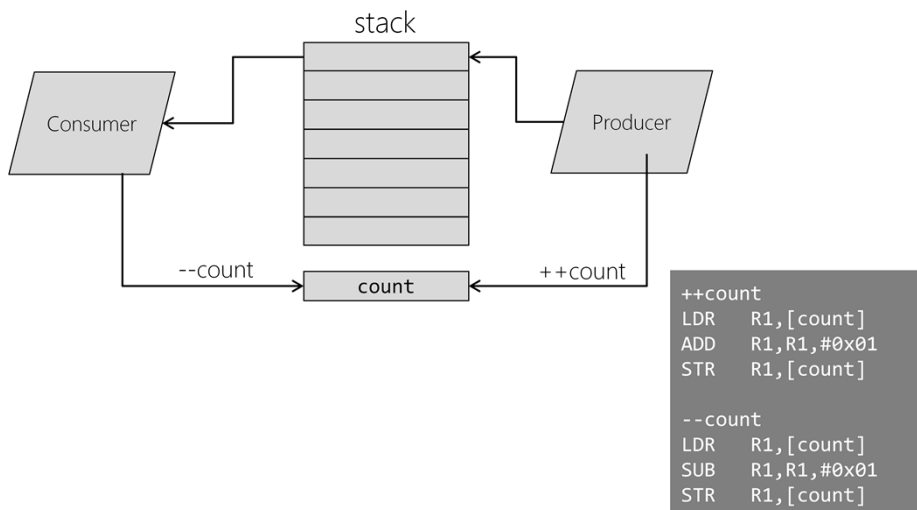 stack
Consumer
Producer
--count
++count
count
++count
LDR R1,[count]
ADD R1,R1,#0x01
STR R1,[count]
--count
LDR R1,[count]
SUB R1,R1,#0x01
STR R1,[count]